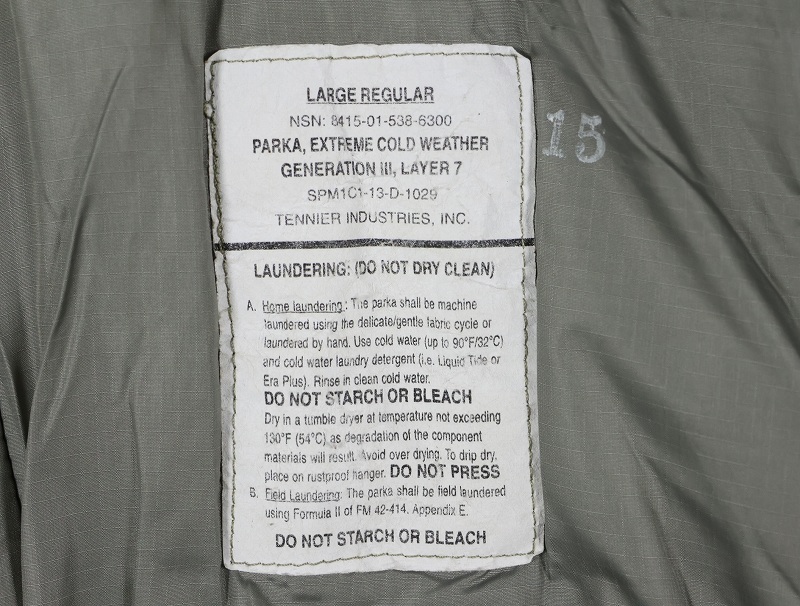 LARGE REGULAR
NSN: 8415-01-538-6300
PARKA, EXTREME COLD WEATHER
GENERATION III, LAYER 7
SPM1C1-13-D-1029
TENNIER INDUSTRIES, INC.
15
LAUNDERING: (DO NOT DRY CLEAN)
A. Home laundering: The parka shall be machine
laundered using the delicate/gentle fabric cycle or
laundered by hand. Use cold water (up to 90°F/32°C)
and cold water laundry detergent (i.e. Liquid Tide or
Era Plus). Rinse in clean cold water.
DO NOT STARCH OR BLEACH
Dry in a tumble dryer at temperature not exceeding
130°F (54°C) as degradation of the component
materials will result. Avoid over drying. To drip dry,
place on rustproof hanger. DO NOT PRESS
B. Field Laundering: The parka shall be field laundered
using Formula II of FM 42-414, Appendix E.
DO NOT STARCH OR BLEACH